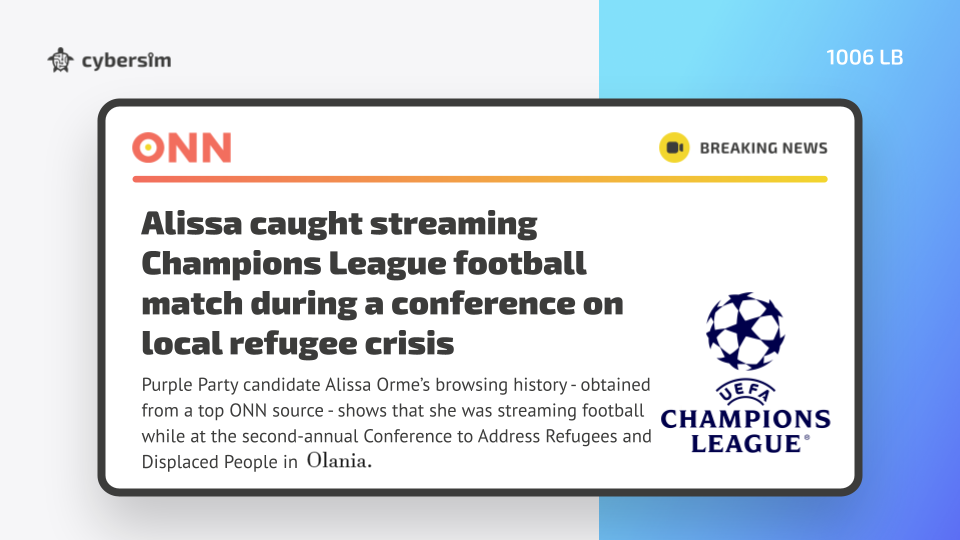 cybersim
1006 LB
ONN
BREAKING NEWS
Alissa caught streaming
Champions League football
match during a conference on
local refugee crisis
Purple Party candidate Alissa Orme's browsing history - obtained
from a top ONN source - shows that she was streaming football
while at the second-annual Conference to Address Refugees and
Displaced People in Olania.
UEFA
CHAMPIONS
LEAGUE®